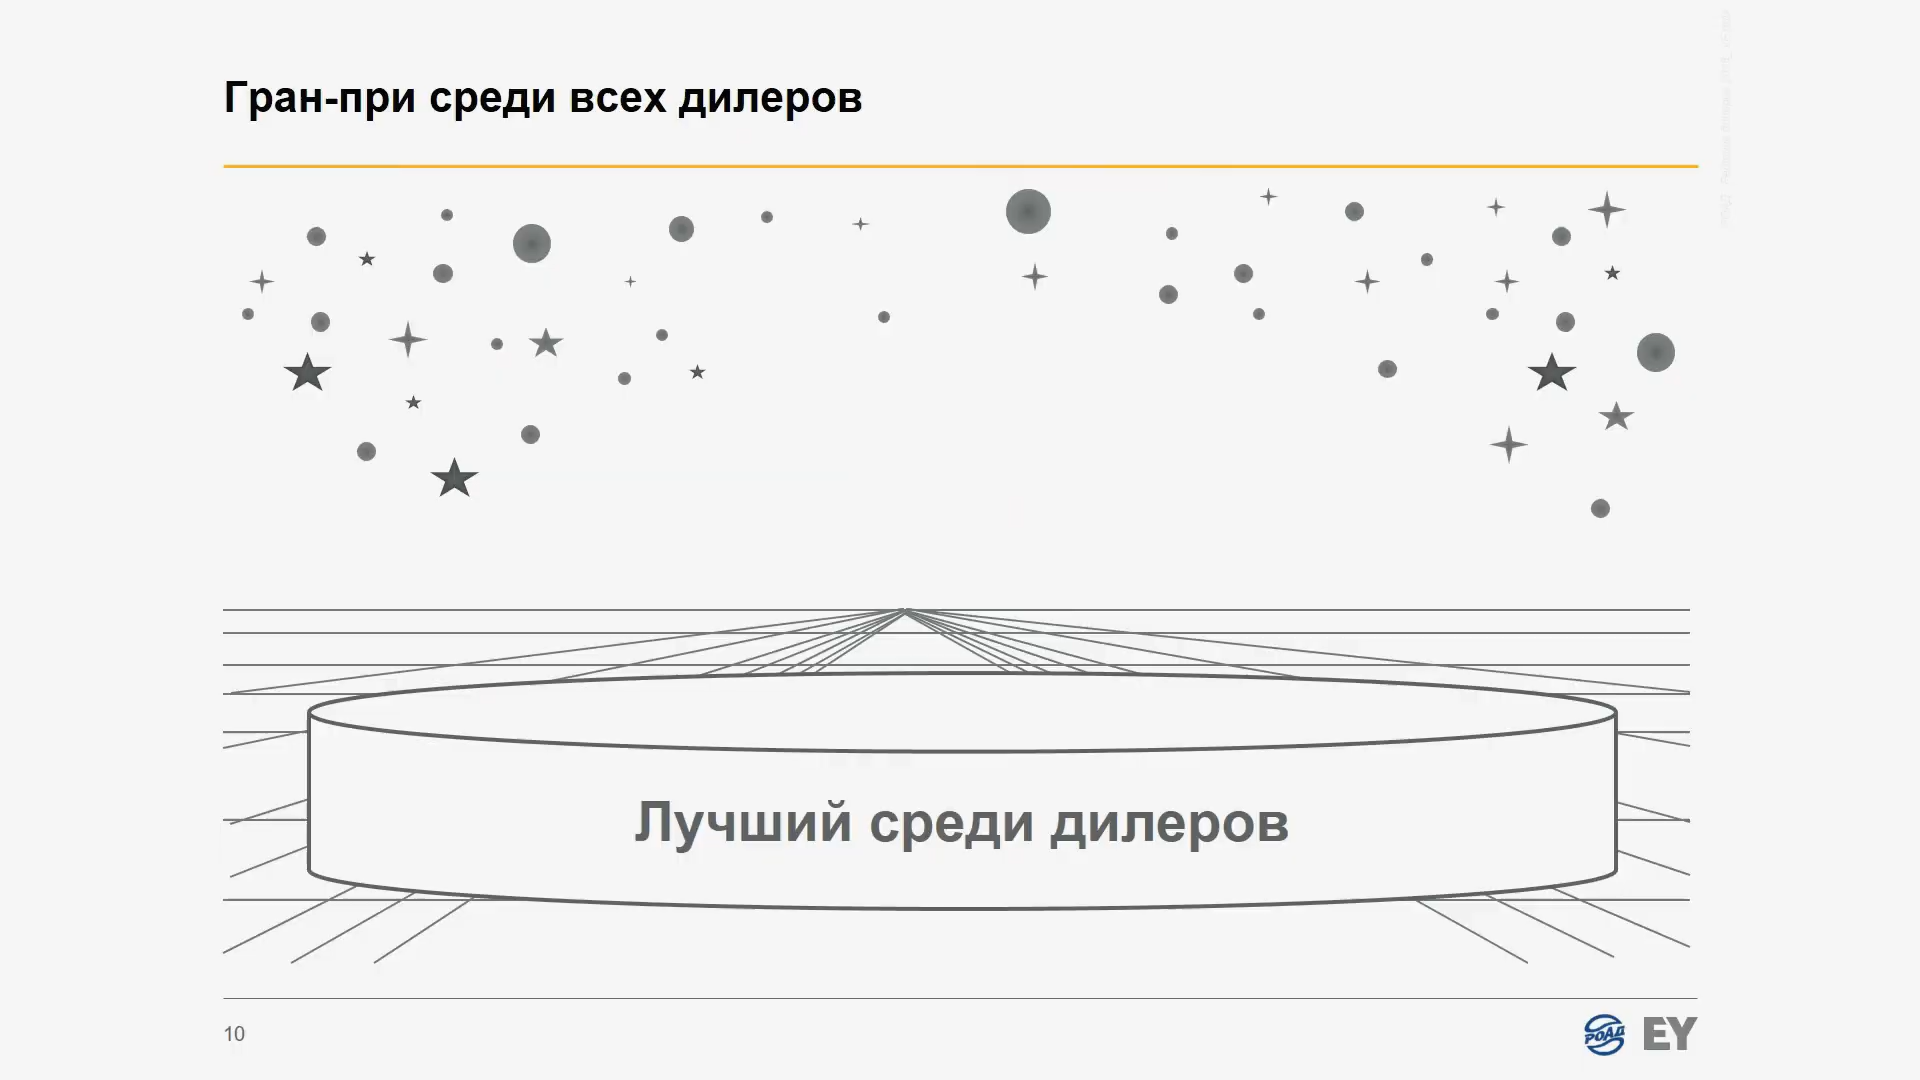 Гран-при среди всех дилеров
Лучший среди дилеров
10
РОАД
EY